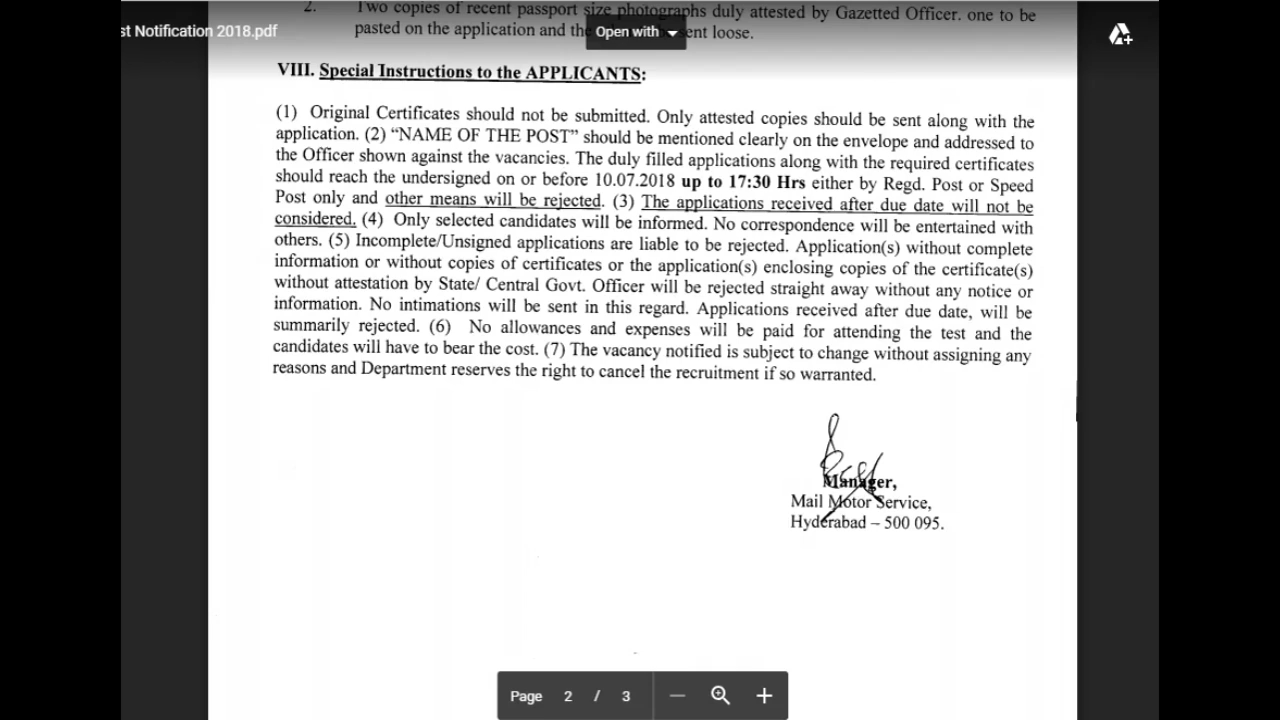 2. Two copies of recent passport size photographs duly attested by Gazetted Officer. one to be
st Notification 2018.pdf
pasted on the application and the
Open with
ent loose.
VIII. Special Instructions to the APPLICANTS:
(1) Original Certificates should not be submitted. Only attested copies should be sent along with the
application. (2) “NAME OF THE POST” should be mentioned clearly on the envelope and addressed to
the Officer shown against the vacancies. The duly filled applications along with the required certificates
should reach the undersigned on or before 10.07.2018 up to 17:30 Hrs either by Regd. Post or Speed
Post only and other means will be rejected. (3) The applications received after due date will not be
considered. (4) Only selected candidates will be informed. No correspondence will be entertained with
others. (5) Incomplete/Unsigned applications are liable to be rejected. Application(s) without complete
information or without copies of certificates or the application(s) enclosing copies of the certificate(s)
without attestation by State/ Central Govt. Officer will be rejected straight away without any notice or
information. No intimations will be sent in this regard. Applications received after due date, will be
summarily rejected. (6) No allowances and expenses will be paid for attending the test and the
candidates will have to bear the cost. (7) The vacancy notified is subject to change without assigning any
reasons and Department reserves the right to cancel the recruitment if so warranted.
Manager,
Mail Motor Service,
Hyderabad – 500 095.
Page 2 / 3